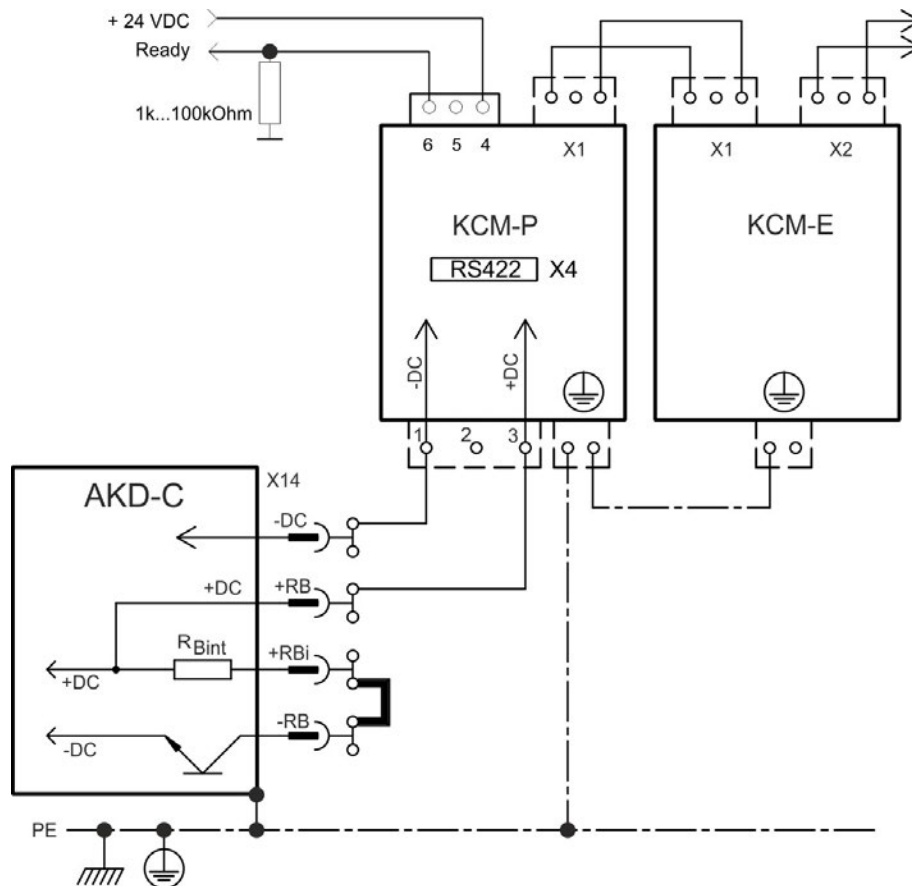 + 24 VDC
Ready
1k...100kOhm
6 5 4
X1
X1
X2
KCM-P
KCM-E
RS422
X4
-DC
+DC
1
2
3
AKD-C
X14
-DC
+DC
+RB
RBint
+RBi
+DC
-RB
-DC
PE